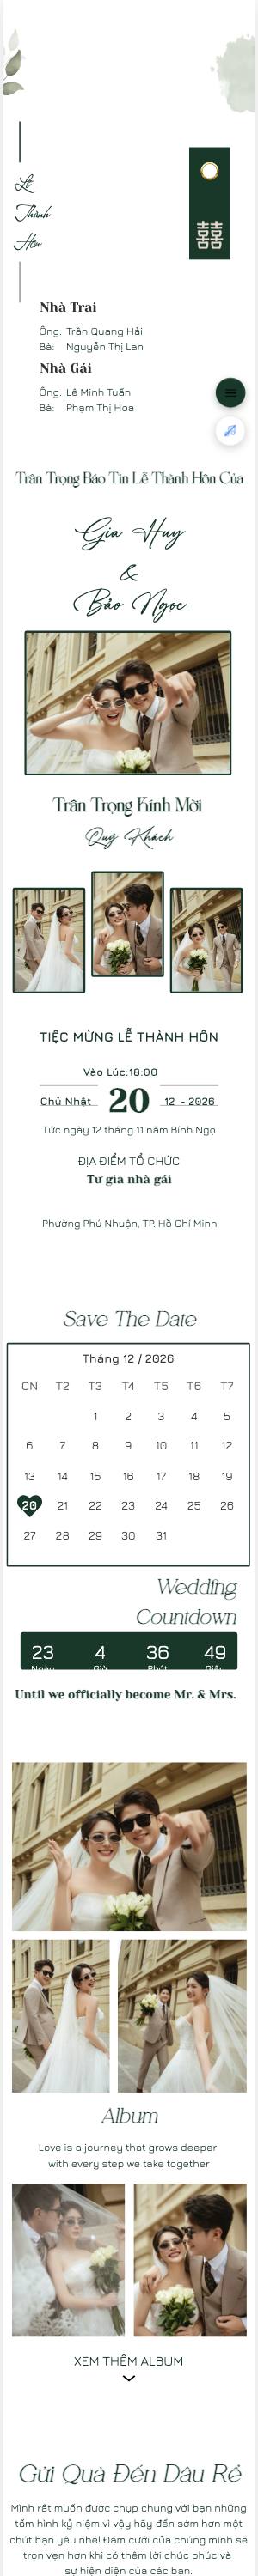 Lễ
Thành
Hôn
囍
Nhà Trai
Ông: Trần Quang Hải
Bà: Nguyễn Thị Lan
Nhà Gái
Ông: Lê Minh Tuấn
Bà: Phạm Thị Hoa
Trân Trọng Báo Tin Lễ Thành Hôn Của
Gia Huy
&
Bảo Ngọc
Trân Trọng Kính Mời
Quý Khách
TIỆC MỪNG LỄ THÀNH HÔN
Vào Lúc:18:00
Chủ Nhật 20 12 - 2026
Tức ngày 12 tháng 11 năm Bính Ngọ
ĐỊA ĐIỂM TỔ CHỨC
Tư gia nhà gái
Phường Phú Nhuận, TP. Hồ Chí Minh
Save The Date
Tháng 12 / 2026
CN T2 T3 T4 T5 T6 T7
1 2 3 4 5
6 7 8 9 10 11 12
13 14 15 16 17 18 19
20 21 22 23 24 25 26
27 28 29 30 31
Wedding
Countdown
23 4 36 49
Ngày Giờ Phút Giây
Until we officially become Mr. & Mrs.
Album
Love is a journey that grows deeper
with every step we take together
XEM THÊM ALBUM
Gửi Quà Đến Dâu Rể
Mình rất muốn được chụp chung với bạn những
tấm hình kỷ niệm vì vậy hãy đến sớm hơn một
chút bạn yêu nhé! Đám cưới của chúng mình sẽ
trọn vẹn hơn khi có thêm lời chúc phúc và
sự hiện diện của các bạn.